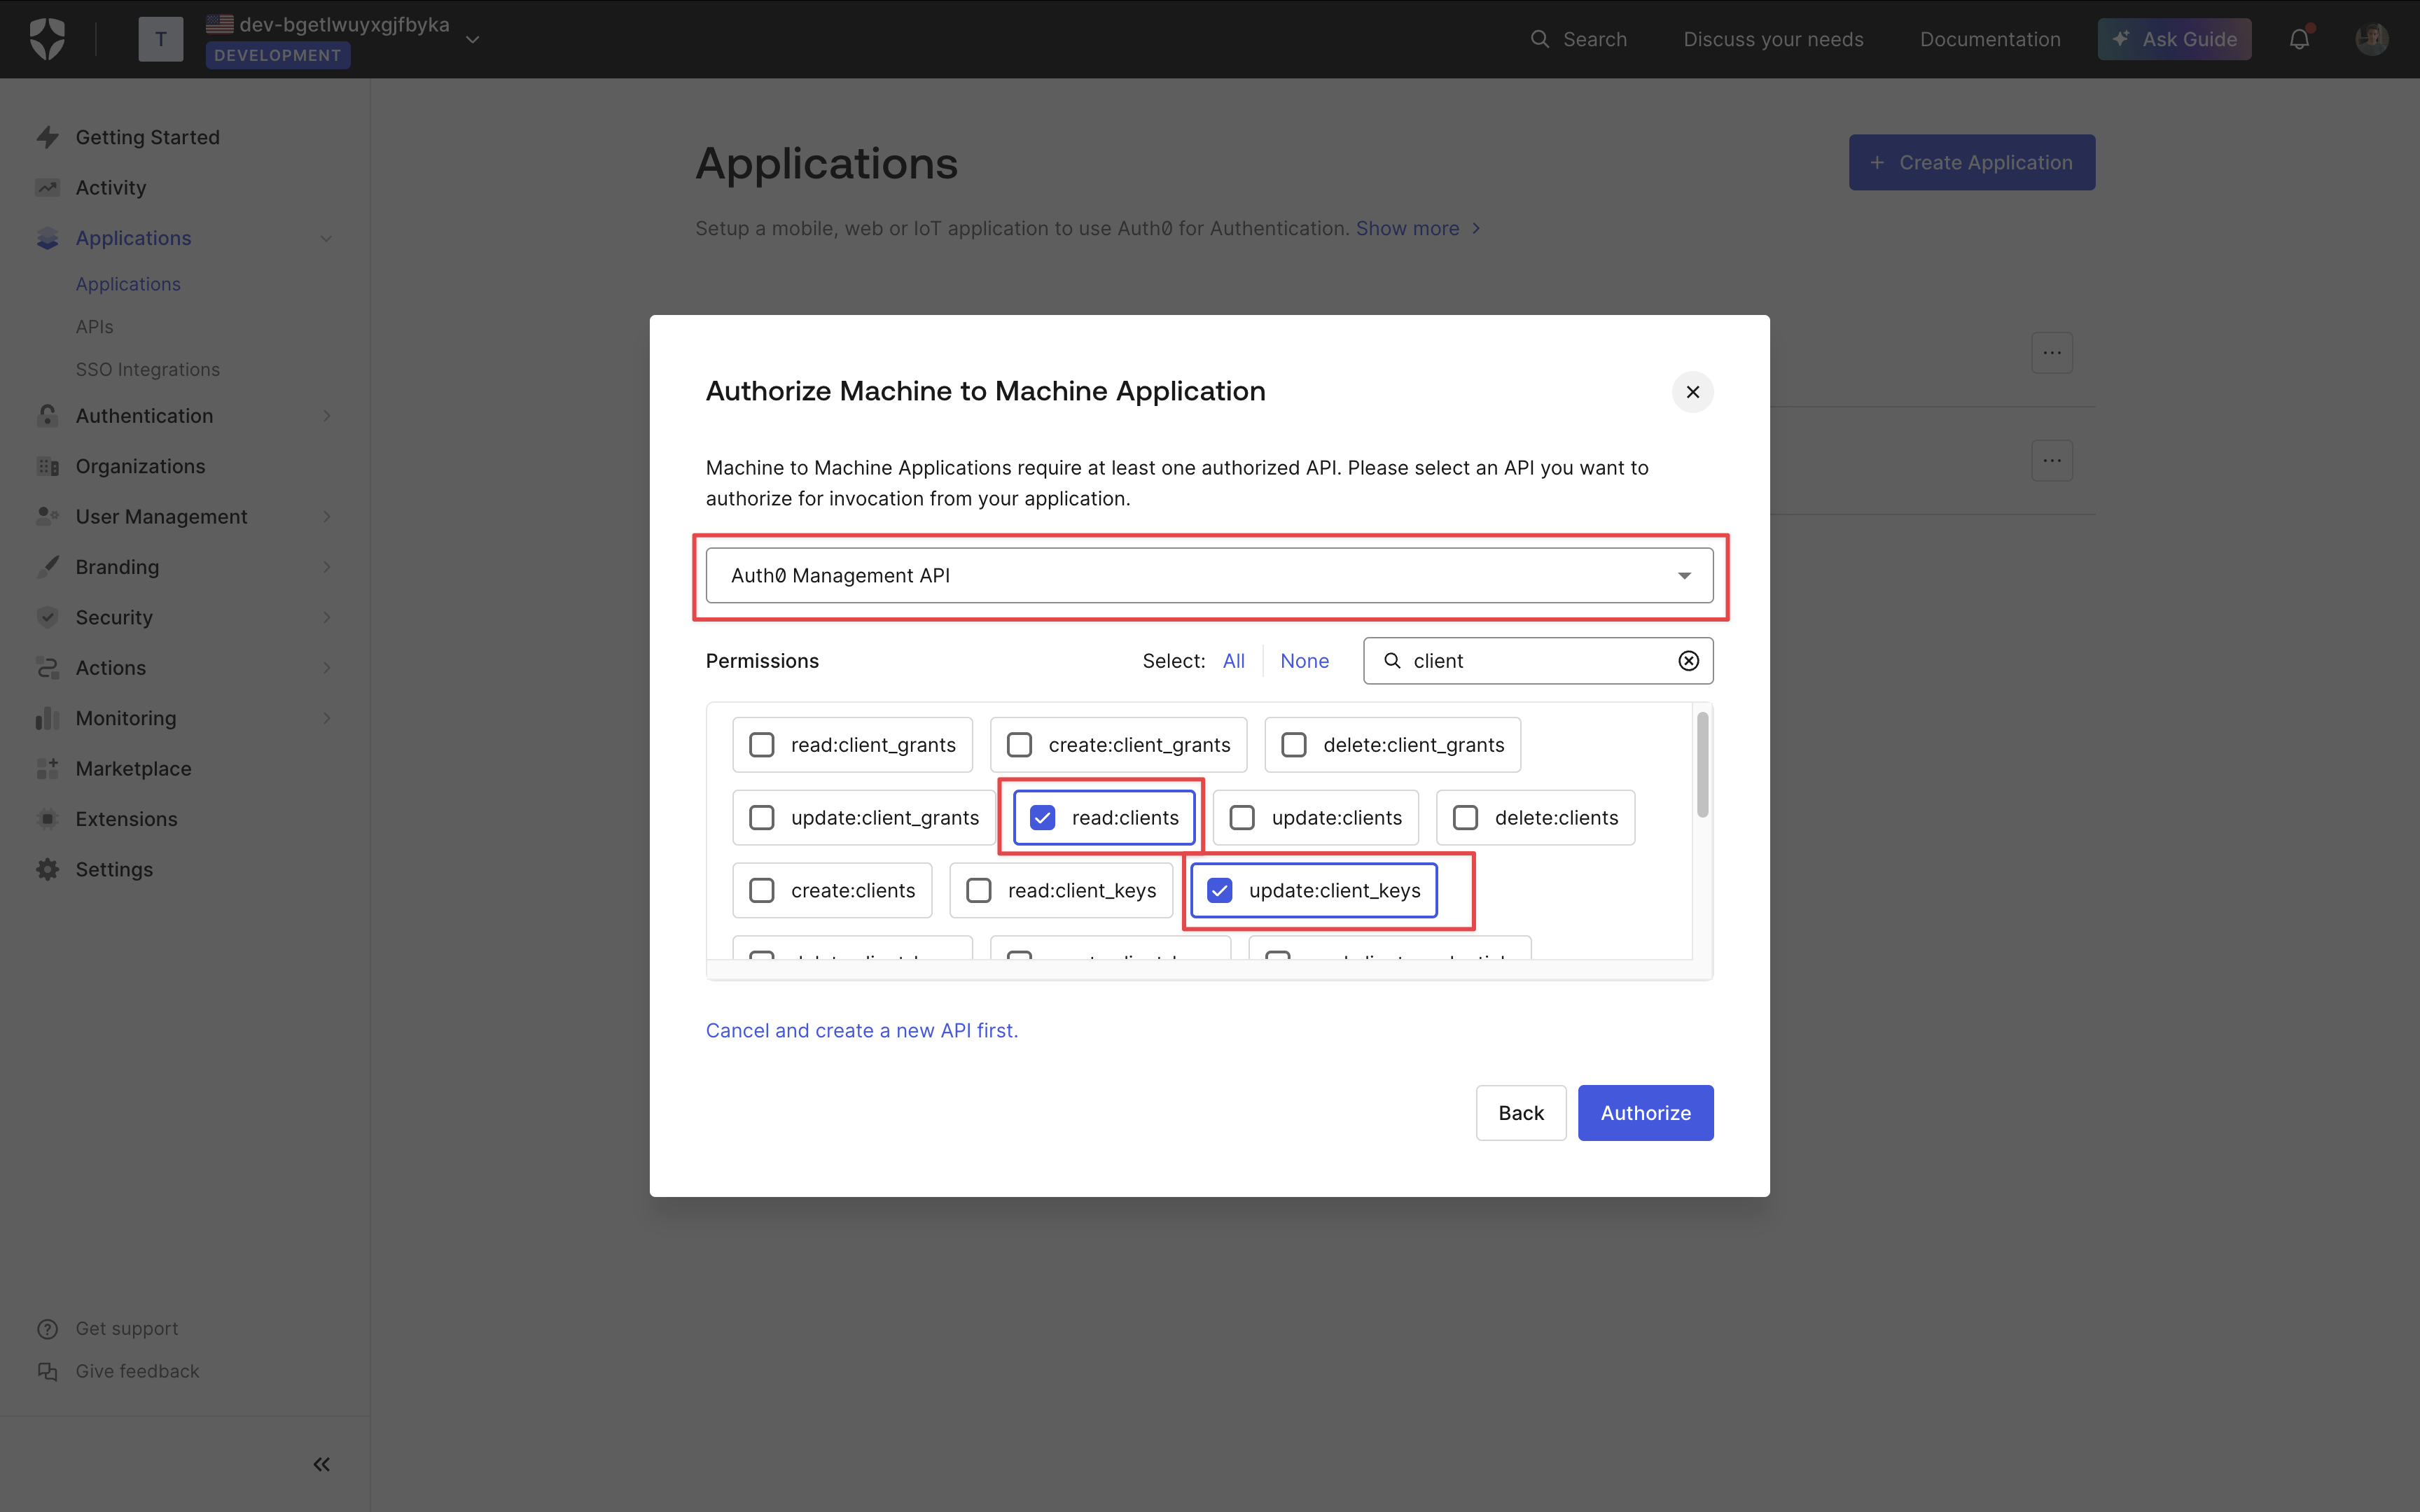 T
dev-bgetlwuyxgjfbyka
DEVELOPMENT
Search
Discuss your needs
Documentation
Ask Guide
Getting Started
Activity
Applications
Applications
APIs
SSO Integrations
Authentication
Organizations
User Management
Branding
Security
Actions
Monitoring
Marketplace
Extensions
Settings
Get support
Give feedback
Applications
+ Create Application
Setup a mobile, web or IoT application to use Auth0 for Authentication. Show more
Authorize Machine to Machine Application
Machine to Machine Applications require at least one authorized API. Please select an API you want to
authorize for invocation from your application.
Auth0 Management API
Permissions
Select: All None
client
read:client_grants create:client_grants delete:client_grants
update:client_grants read:clients update:clients delete:clients
create:clients read:client_keys update:client_keys
Cancel and create a new API first.
Back
Authorize